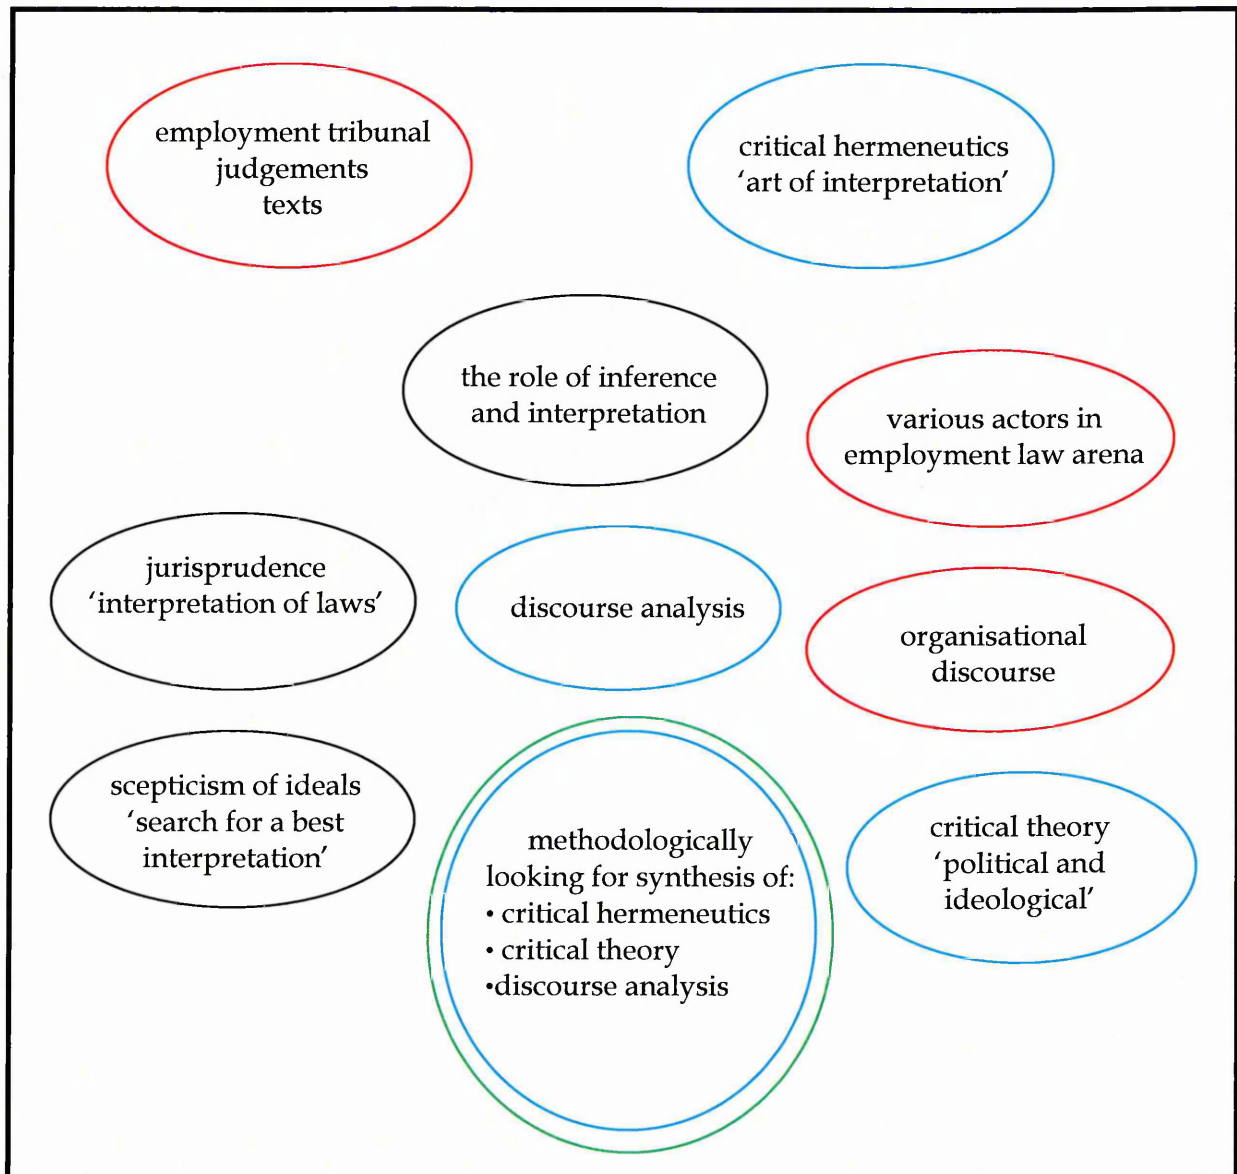 employment tribunal
judgements
texts
critical hermeneutics
‘art of interpretation’
the role of inference
and interpretation
various actors in
employment law arena
jurisprudence
‘interpretation of laws’
discourse analysis
organisational
discourse
scepticism of ideals
‘search for a best
interpretation’
methodologically
looking for synthesis of:
• critical hermeneutics
• critical theory
•discourse analysis
critical theory
‘political and
ideological’